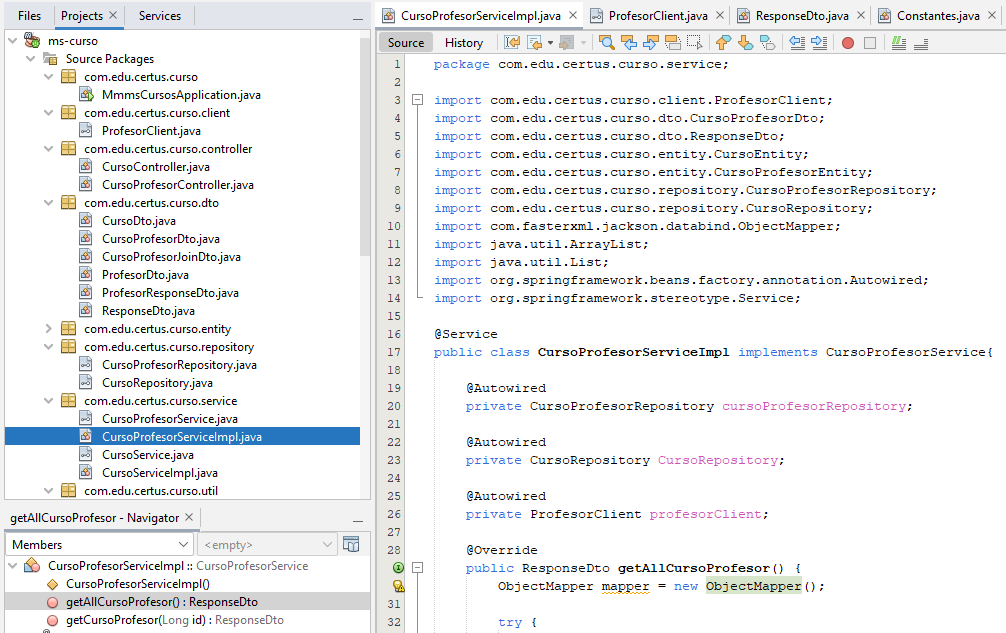 Files Projects Services
ms-curso
Source Packages
com.edu.certus.curso
MmmsCursosApplication.java
com.edu.certus.curso.client
ProfesorClient.java
com.edu.certus.curso.controller
CursoController.java
CursoProfesorController.java
com.edu.certus.curso.dto
CursoDto.java
CursoProfesorDto.java
CursoProfesorJoinDto.java
ProfesorDto.java
ProfesorResponseDto.java
ResponseDto.java
com.edu.certus.curso.entity
com.edu.certus.curso.repository
CursoProfesorRepository.java
CursoRepository.java
com.edu.certus.curso.service
CursoProfesorService.java
CursoProfesorServiceImpl.java
CursoService.java
CursoServiceImpl.java
com.edu.certus.curso.util
getAllCursoProfesor - Navigator
Members <empty>
CursoProfesorServiceImpl :: CursoProfesorService
CursoProfesorServiceImpl()
getAllCursoProfesor() : ResponseDto
getCursoProfesor(Long id) : ResponseDto
CursoProfesorServiceImpl.java ProfesorClient.java ResponseDto.java Constantes.java
Source History
1 package com.edu.certus.curso.service;
2
3 import com.edu.certus.curso.client.ProfesorClient;
4 import com.edu.certus.curso.dto.CursoProfesorDto;
5 import com.edu.certus.curso.dto.ResponseDto;
6 import com.edu.certus.curso.entity.CursoEntity;
7 import com.edu.certus.curso.entity.CursoProfesorEntity;
8 import com.edu.certus.curso.repository.CursoProfesorRepository;
9 import com.edu.certus.curso.repository.CursoRepository;
10 import com.fasterxml.jackson.databind.ObjectMapper;
11 import java.util.ArrayList;
12 import java.util.List;
13 import org.springframework.beans.factory.annotation.Autowired;
14 import org.springframework.stereotype.Service;
15
16 @Service
17 public class CursoProfesorServiceImpl implements CursoProfesorService{
18
19 @Autowired
20 private CursoProfesorRepository cursoProfesorRepository;
21
22 @Autowired
23 private CursoRepository CursoRepository;
24
25 @Autowired
26 private ProfesorClient profesorClient;
27
28 @Override
public ResponseDto getAllCursoProfesor() {
ObjectMapper mapper = new ObjectMapper();
31
32 try {